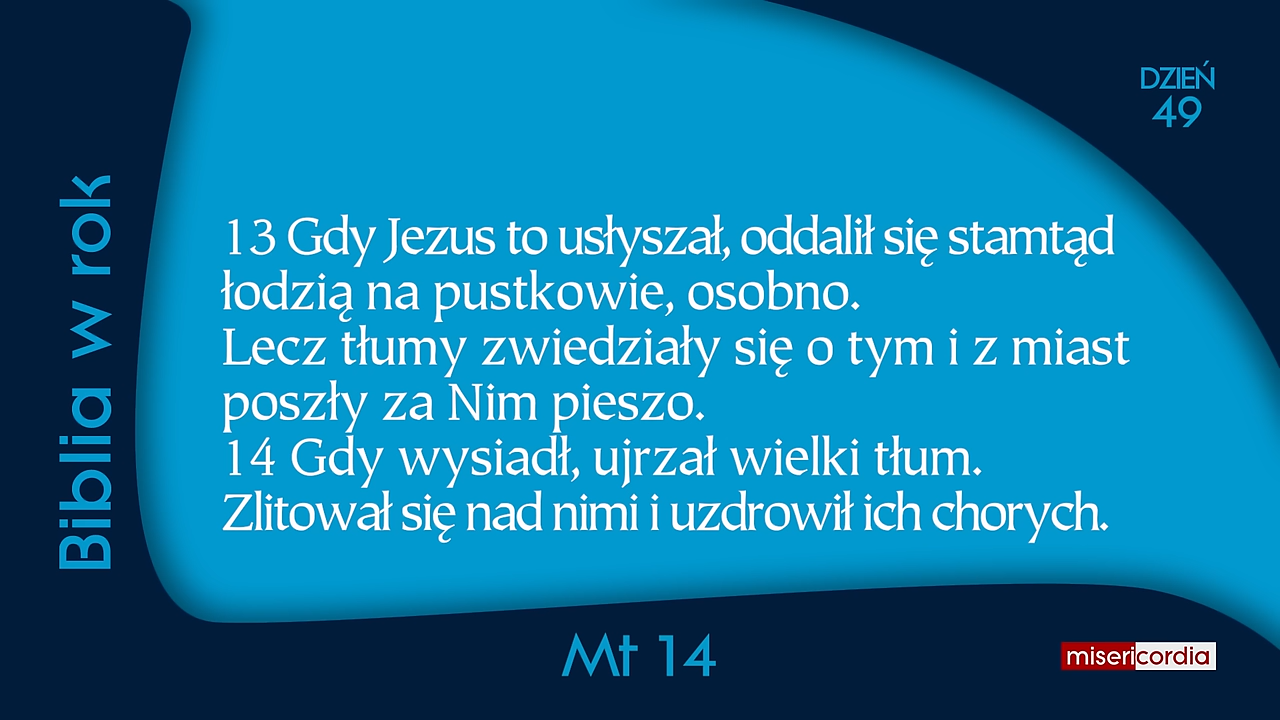 DZIEŃ
49
Biblia w rok
13 Gdy Jezus to usłyszał, oddalił się stamtąd
łodzią na pustkowie, osobno.
Lecz tłumy zwiedziały się o tym i z miast
poszły za Nim pieszo.
14 Gdy wysiadł, ujrzał wielki tłum.
Zlitował się nad nimi i uzdrowił ich chorych.
Mt 14
misericordia